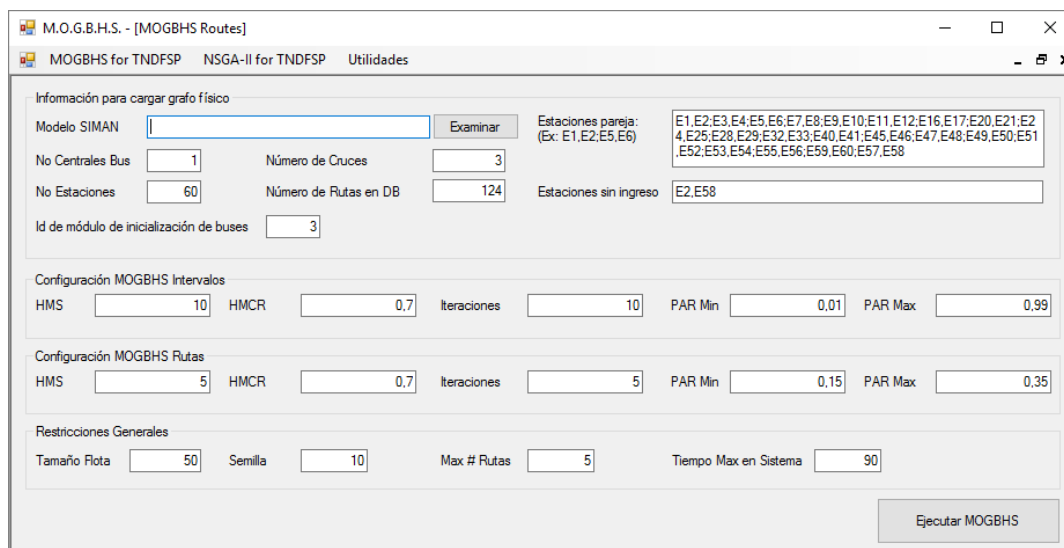 M.O.G.B.H.S. - [MOGBHS Routes]
MOGBHS for TNDFSP NSGA-II for TNDFSP Utilidades
Información para cargar grafo físico
Modelo SIMAN Examinar
Estaciones pareja:
(Ex: E1,E2;E5,E6)
E1,E2;E3,E4;E5,E6;E7,E8;E9,E10;E11,E12;E16,E17;E20,E21;E2
4,E25;E28,E29;E32,E33;E40,E41;E45,E46;E47,E48;E49,E50;E51
,E52;E53,E54;E55,E56;E59,E60;E57,E58
No Centrales Bus 1 Número de Cruces 3
No Estaciones 60 Número de Rutas en DB 124 Estaciones sin ingreso E2,E58
Id de módulo de inicialización de buses 3
Configuración MOGBHS Intervalos
HMS 10 HMCR 0,7 Iteraciones 10 PAR Min 0,01 PAR Max 0,99
Configuración MOGBHS Rutas
HMS 5 HMCR 0,7 Iteraciones 5 PAR Min 0,15 PAR Max 0,35
Restricciones Generales
Tamaño Flota 50 Semilla 10 Max # Rutas 5 Tiempo Max en Sistema 90
Ejecutar MOGBHS